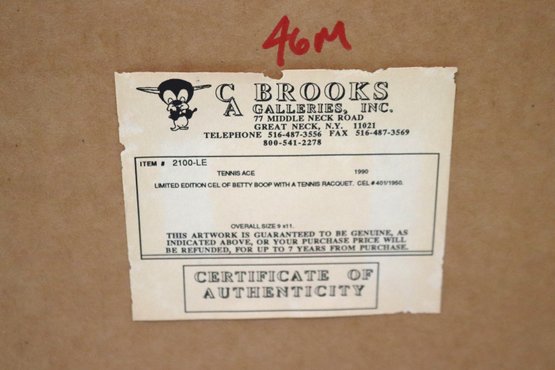 46M
CA BROOKS
GALLERIES, INC.
77 MIDDLE NECK ROAD
GREAT NECK, N.Y. 11021
TELEPHONE 516-487-3556 FAX 516-487-3569
800-541-2278
ITEM # 2100-LE
TENNIS ACE 1990
LIMITED EDITION CEL OF BETTY BOOP WITH A TENNIS RACQUET. CEL #401/1950.
OVERALL SIZE 9 x11.
THIS ARTWORK IS GUARANTEED TO BE GENUINE, AS
INDICATED ABOVE, OR YOUR PURCHASE PRICE WILL
BE REFUNDED, FOR UP TO 7 YEARS FROM PURCHASE.
CERTIFICATE OF
AUTHENTICITY